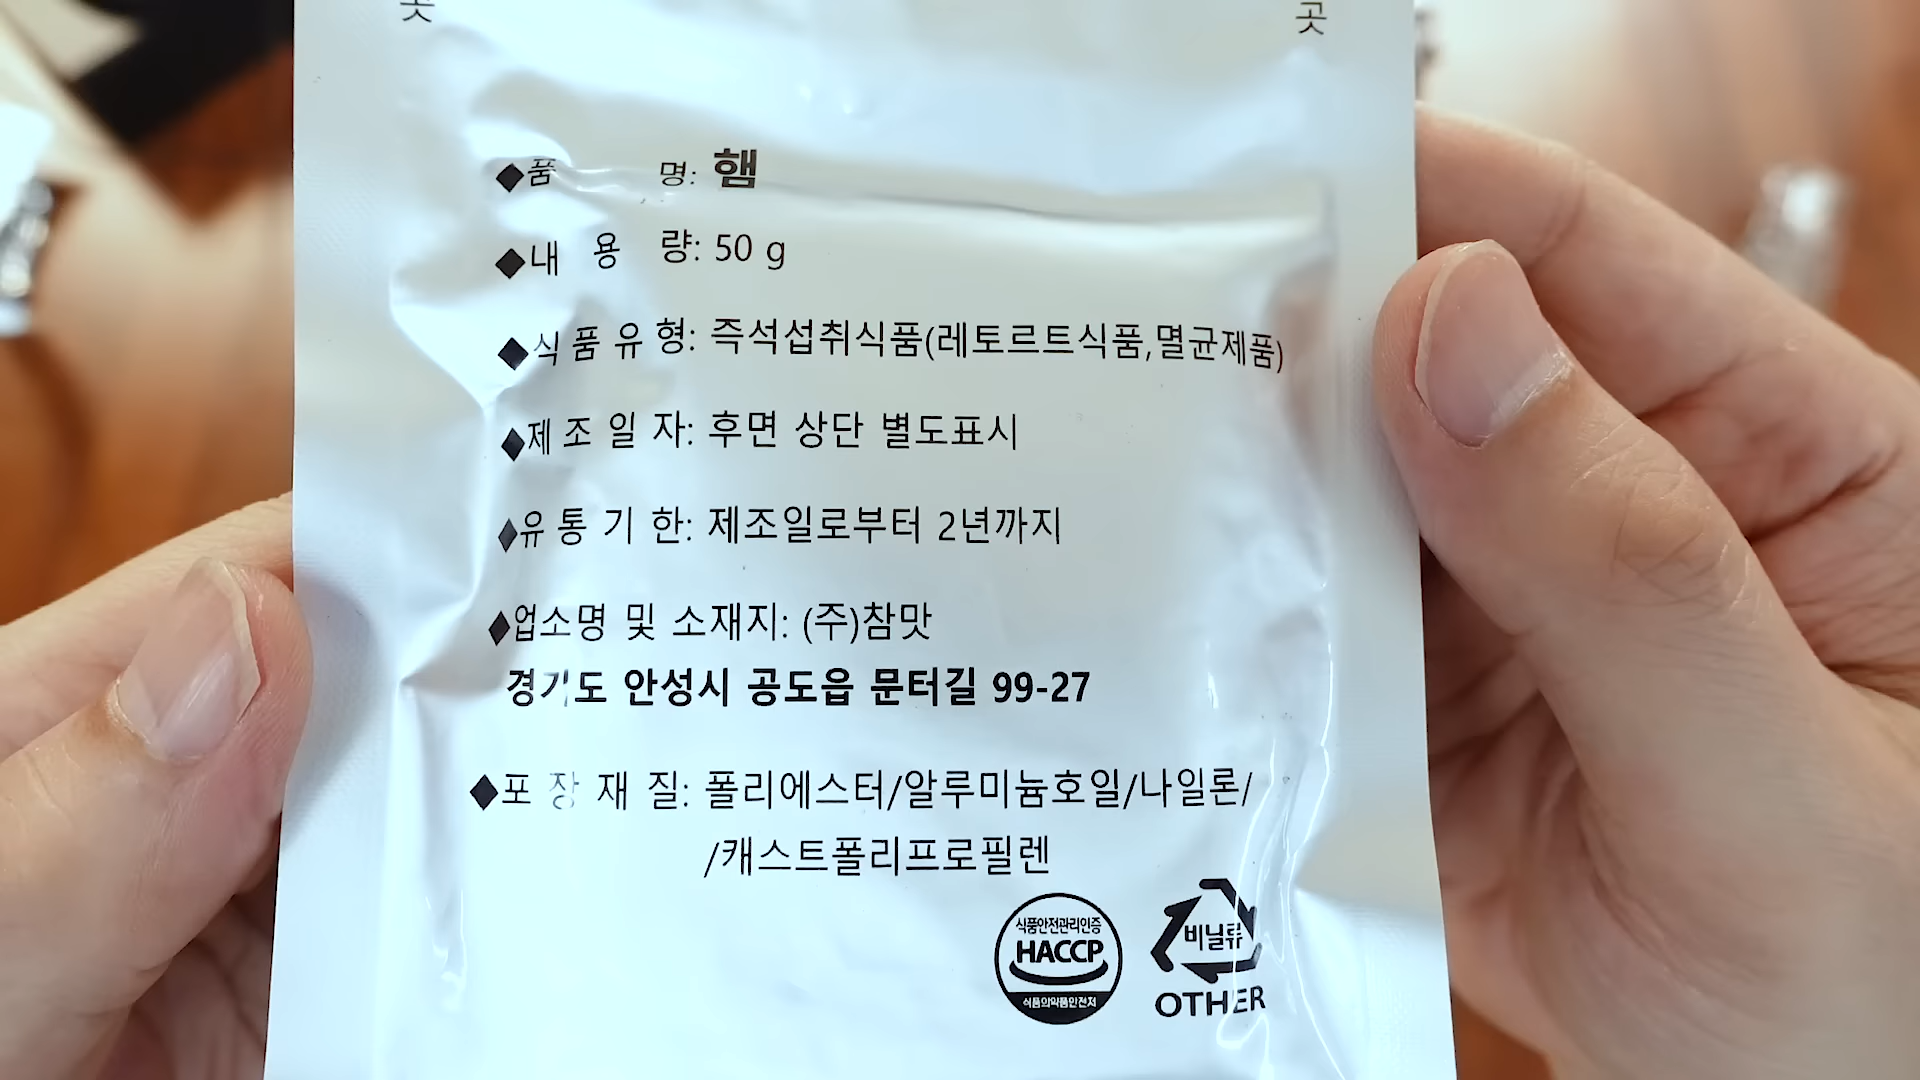 곳 곳
◆품 명: 햄
◆내 용 량: 50 g
◆식 품 유 형: 즉석섭취식품(레토르트식품,멸균제품)
◆제 조 일 자: 후면 상단 별도표시
◆유 통 기 한: 제조일로부터 2년까지
◆업소명 및 소재지: (주)참맛
경기도 안성시 공도읍 문터길 99-27
◆포 장 재 질: 폴리에스터/알루미늄호일/나일론/
/캐스트폴리프로필렌
식품안전관리인증
HACCP
식품의약품안전처
비닐류
OTHER